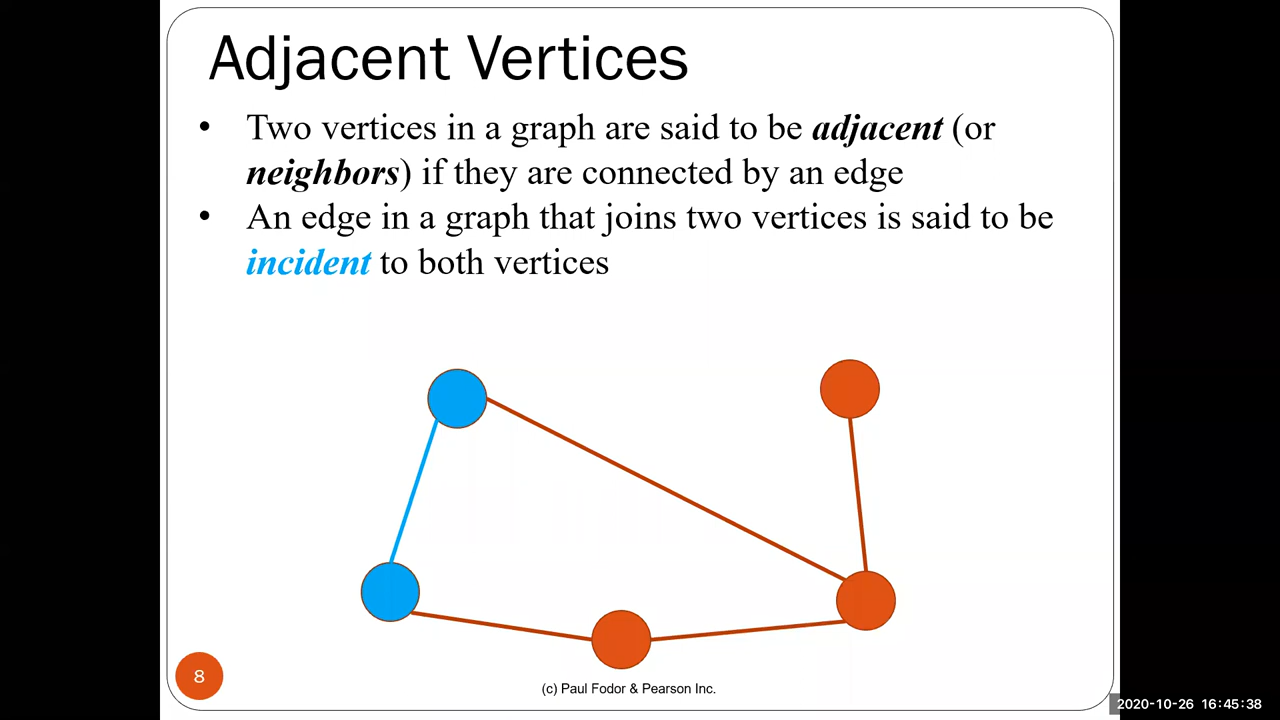 Adjacent Vertices
• Two vertices in a graph are said to be adjacent (or
neighbors) if they are connected by an edge
• An edge in a graph that joins two vertices is said to be
incident to both vertices
8
(c) Paul Fodor & Pearson Inc.
2020-10-26 16:45:38